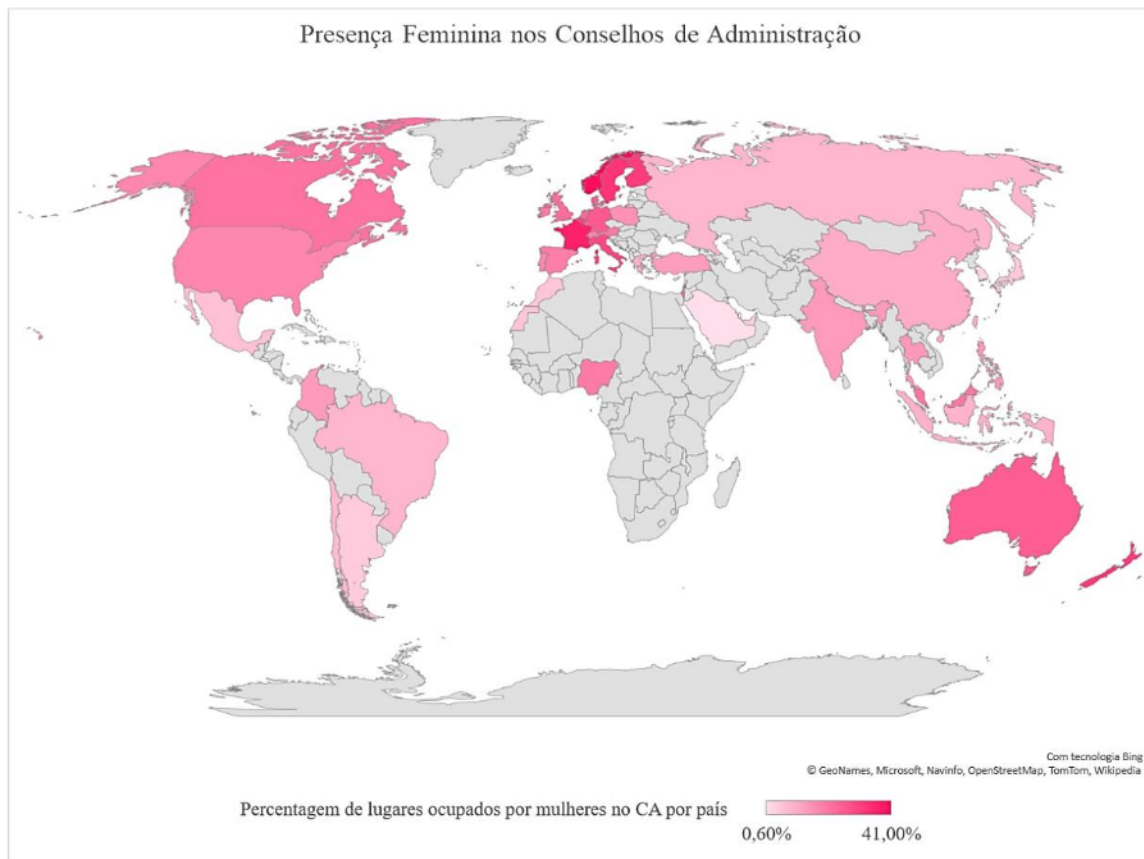 Presença Feminina nos Conselhos de Administração
Com tecnologia Bing
© GeoNames, Microsoft, Navinfo, OpenStreetMap, TomTom, Wikipedia
Percentagem de lugares ocupados por mulheres no CA por país
0,60%
41,00%